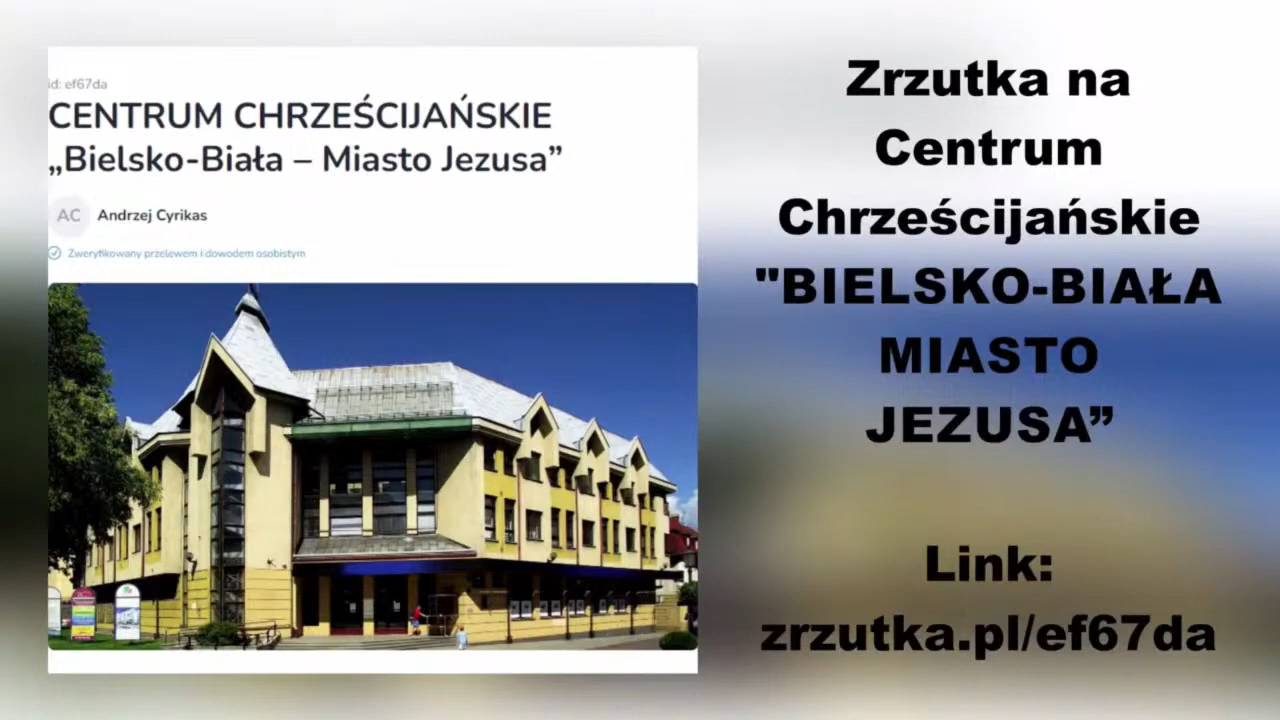 id: ef67da
CENTRUM CHRZEŚCIJAŃSKIE
„Bielsko-Biała – Miasto Jezusa”
AC Andrzej Cyrikas
Zweryfikowany przelewem i dowodem osobistym
Zrzutka na
Centrum
Chrześcijańskie
"BIELSKO-BIAŁA
MIASTO
JEZUSA”
Link:
zrzutka.pl/ef67da